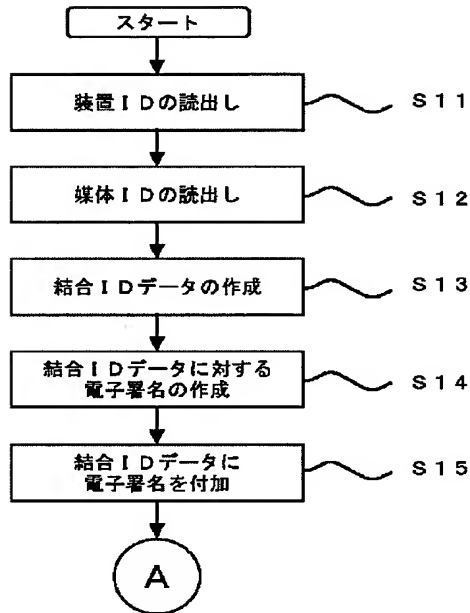 スタート
装置ＩＤの読出し
Ｓ１１
媒体ＩＤの読出し
Ｓ１２
結合ＩＤデータの作成
Ｓ１３
結合ＩＤデータに対する
電子署名の作成
Ｓ１４
結合ＩＤデータに
電子署名を付加
Ｓ１５
Ａ